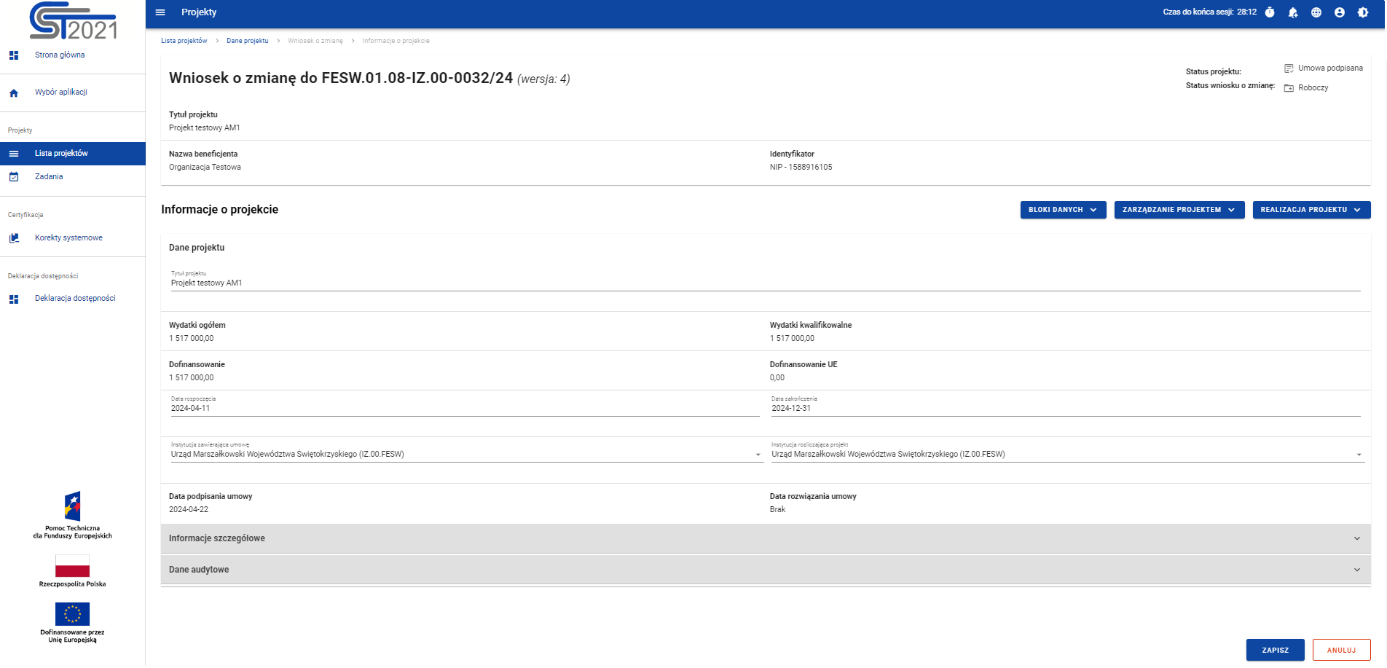 CST2021
Projekty
Czas do końca sesji: 28:12
Strona główna
Wybór aplikacji
Projekty
Lista projektów
Zadania
Certyfikacja
Korekty systemowe
Deklaracja dostępności
Deklaracja dostępności
Pomoc Techniczna
dla Funduszy Europejskich
Rzeczpospolita Polska
Dofinansowane przez
Unię Europejską
Lista projektów > Dane projektu > Wniosek o zmianę > Informacje o projekcie
Wniosek o zmianę do FESW.01.08-IZ.00-0032/24 (wersja: 4)
Status projektu: Umowa podpisana
Status wniosku o zmianę: Roboczy
Tytuł projektu
Projekt testowy AM1
Nazwa beneficjenta Identyfikator
Organizacja Testowa NIP - 1588916105
Informacje o projekcie
BLOKI DANYCH ZARZĄDZANIE PROJEKTEM REALIZACJA PROJEKTU
Dane projektu
Tytuł projektu
Projekt testowy AM1
Wydatki ogółem Wydatki kwalifikowalne
1 517 000,00 1 517 000,00
Dofinansowanie Dofinansowanie UE
1 517 000,00 0,00
Data rozpoczęcia Data zakończenia
2024-04-11 2024-12-31
Instytucja zawierająca umowę Instytucja rozliczająca projekt
Urząd Marszałkowski Województwa Świętokrzyskiego (IZ.00.FESW) Urząd Marszałkowski Województwa Świętokrzyskiego (IZ.00.FESW)
Data podpisania umowy Data rozwiązania umowy
2024-04-22 Brak
Informacje szczegółowe
Dane audytowe
ZAPISZ ANULUJ